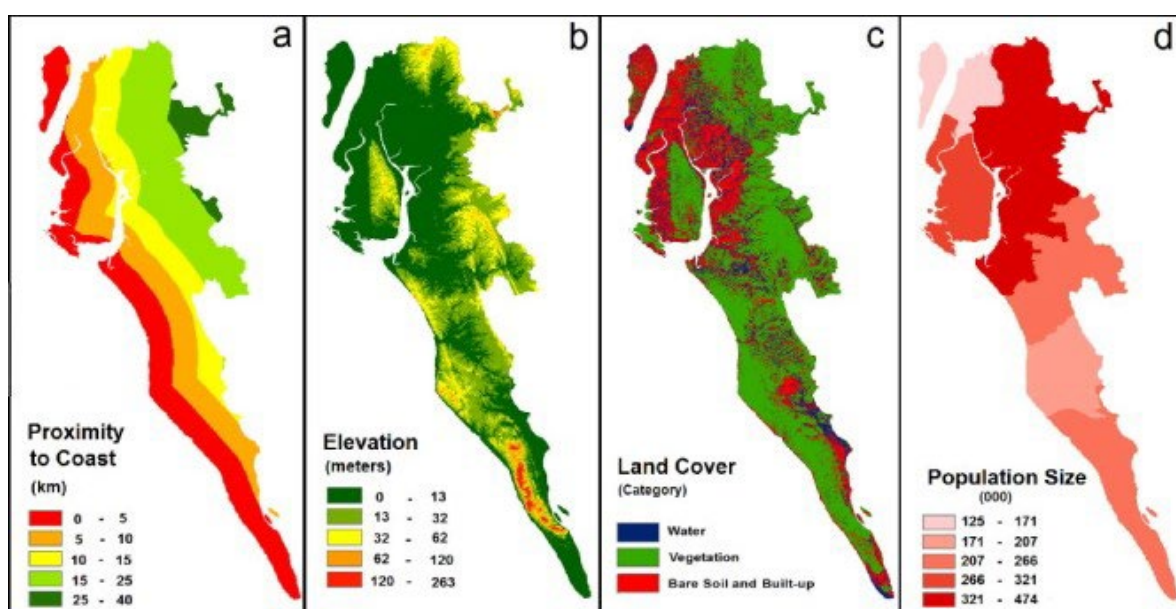 a
Proximity
to Coast
(km)
0 - 5
5 - 10
10 - 15
15 - 25
25 - 40
b
Elevation
(meters)
0 - 13
13 - 32
32 - 62
62 - 120
120 - 263
c
Land Cover
(Category)
Water
Vegetation
Bare Soil and Built-up
d
Population Size
(000)
125 - 171
171 - 207
207 - 266
266 - 321
321 - 474